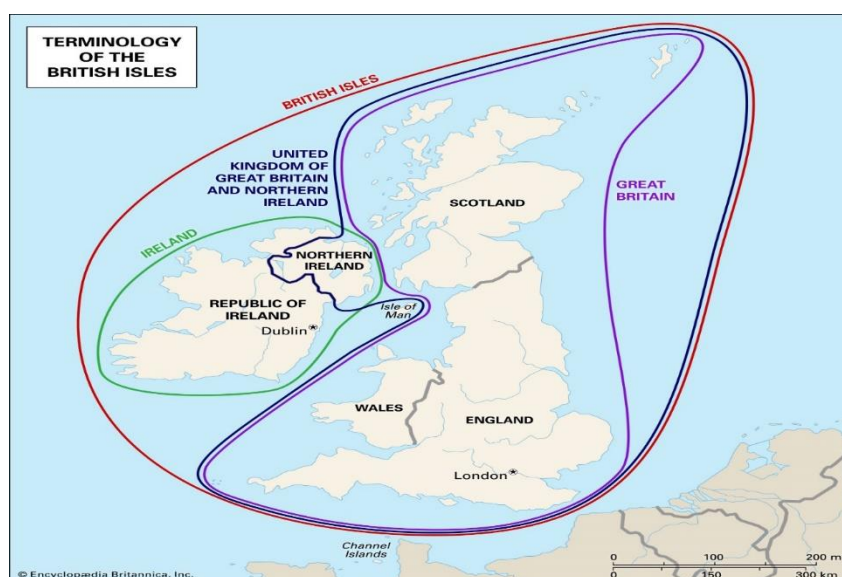 TERMINOLOGY
OF THE
BRITISH ISLES
BRITISH ISLES
UNITED
KINGDOM OF
GREAT BRITAIN
AND NORTHERN
IRELAND
SCOTLAND
GREAT
BRITAIN
IRELAND
NORTHERN
IRELAND
REPUBLIC OF
IRELAND
Dublin*
Isle of
Man
WALES
ENGLAND
London*
Channel
Islands
0 100 200 mi
0 150 300 km
© Encyclopædia Britannica, Inc.